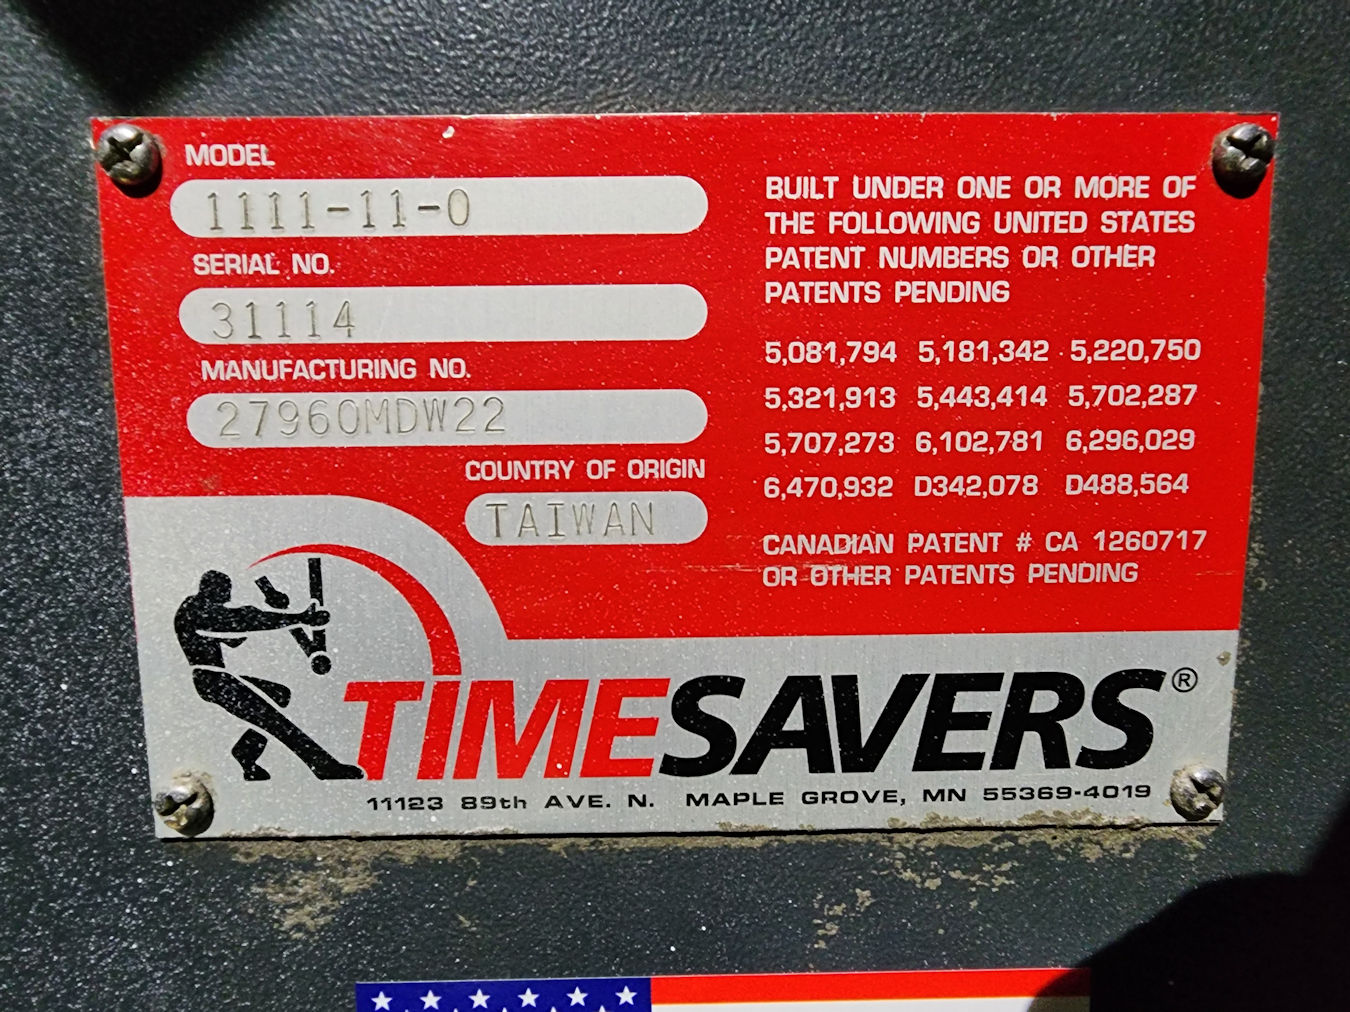 MODEL
1111-11-0
SERIAL NO.
31114
MANUFACTURING NO.
27960MDW22
COUNTRY OF ORIGIN
TAIWAN
BUILT UNDER ONE OR MORE OF
THE FOLLOWING UNITED STATES
PATENT NUMBERS OR OTHER
PATENTS PENDING
5,081,794 5,181,342 5,220,750
5,321,913 5,443,414 5,702,287
5,707,273 6,102,781 6,296,029
6,470,932 D342,078 D488,564
CANADIAN PATENT # CA 1260717
OR OTHER PATENTS PENDING
TIMESAVERS®
11123 89th AVE. N. MAPLE GROVE, MN 55369-4019